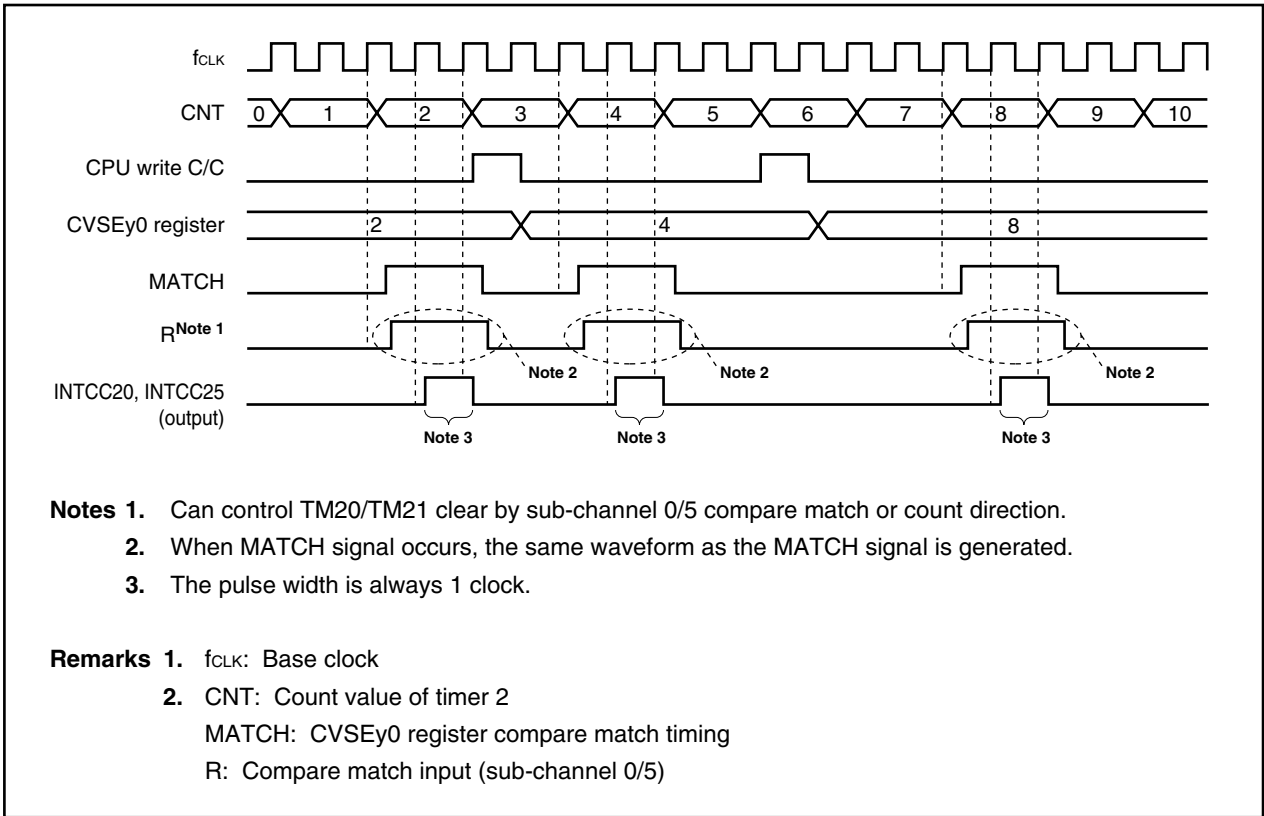 fCLK
CNT 0 1 2 3 4 5 6 7 8 9 10
CPU write C/C
CVSEy0 register 2 4 8
MATCH
RNote 1
Note 2 Note 2 Note 2
INTCC20, INTCC25
(output)
Note 3 Note 3 Note 3
Notes 1. Can control TM20/TM21 clear by sub-channel 0/5 compare match or count direction.
2. When MATCH signal occurs, the same waveform as the MATCH signal is generated.
3. The pulse width is always 1 clock.
Remarks 1. fCLK: Base clock
2. CNT: Count value of timer 2
MATCH: CVSEy0 register compare match timing
R: Compare match input (sub-channel 0/5)